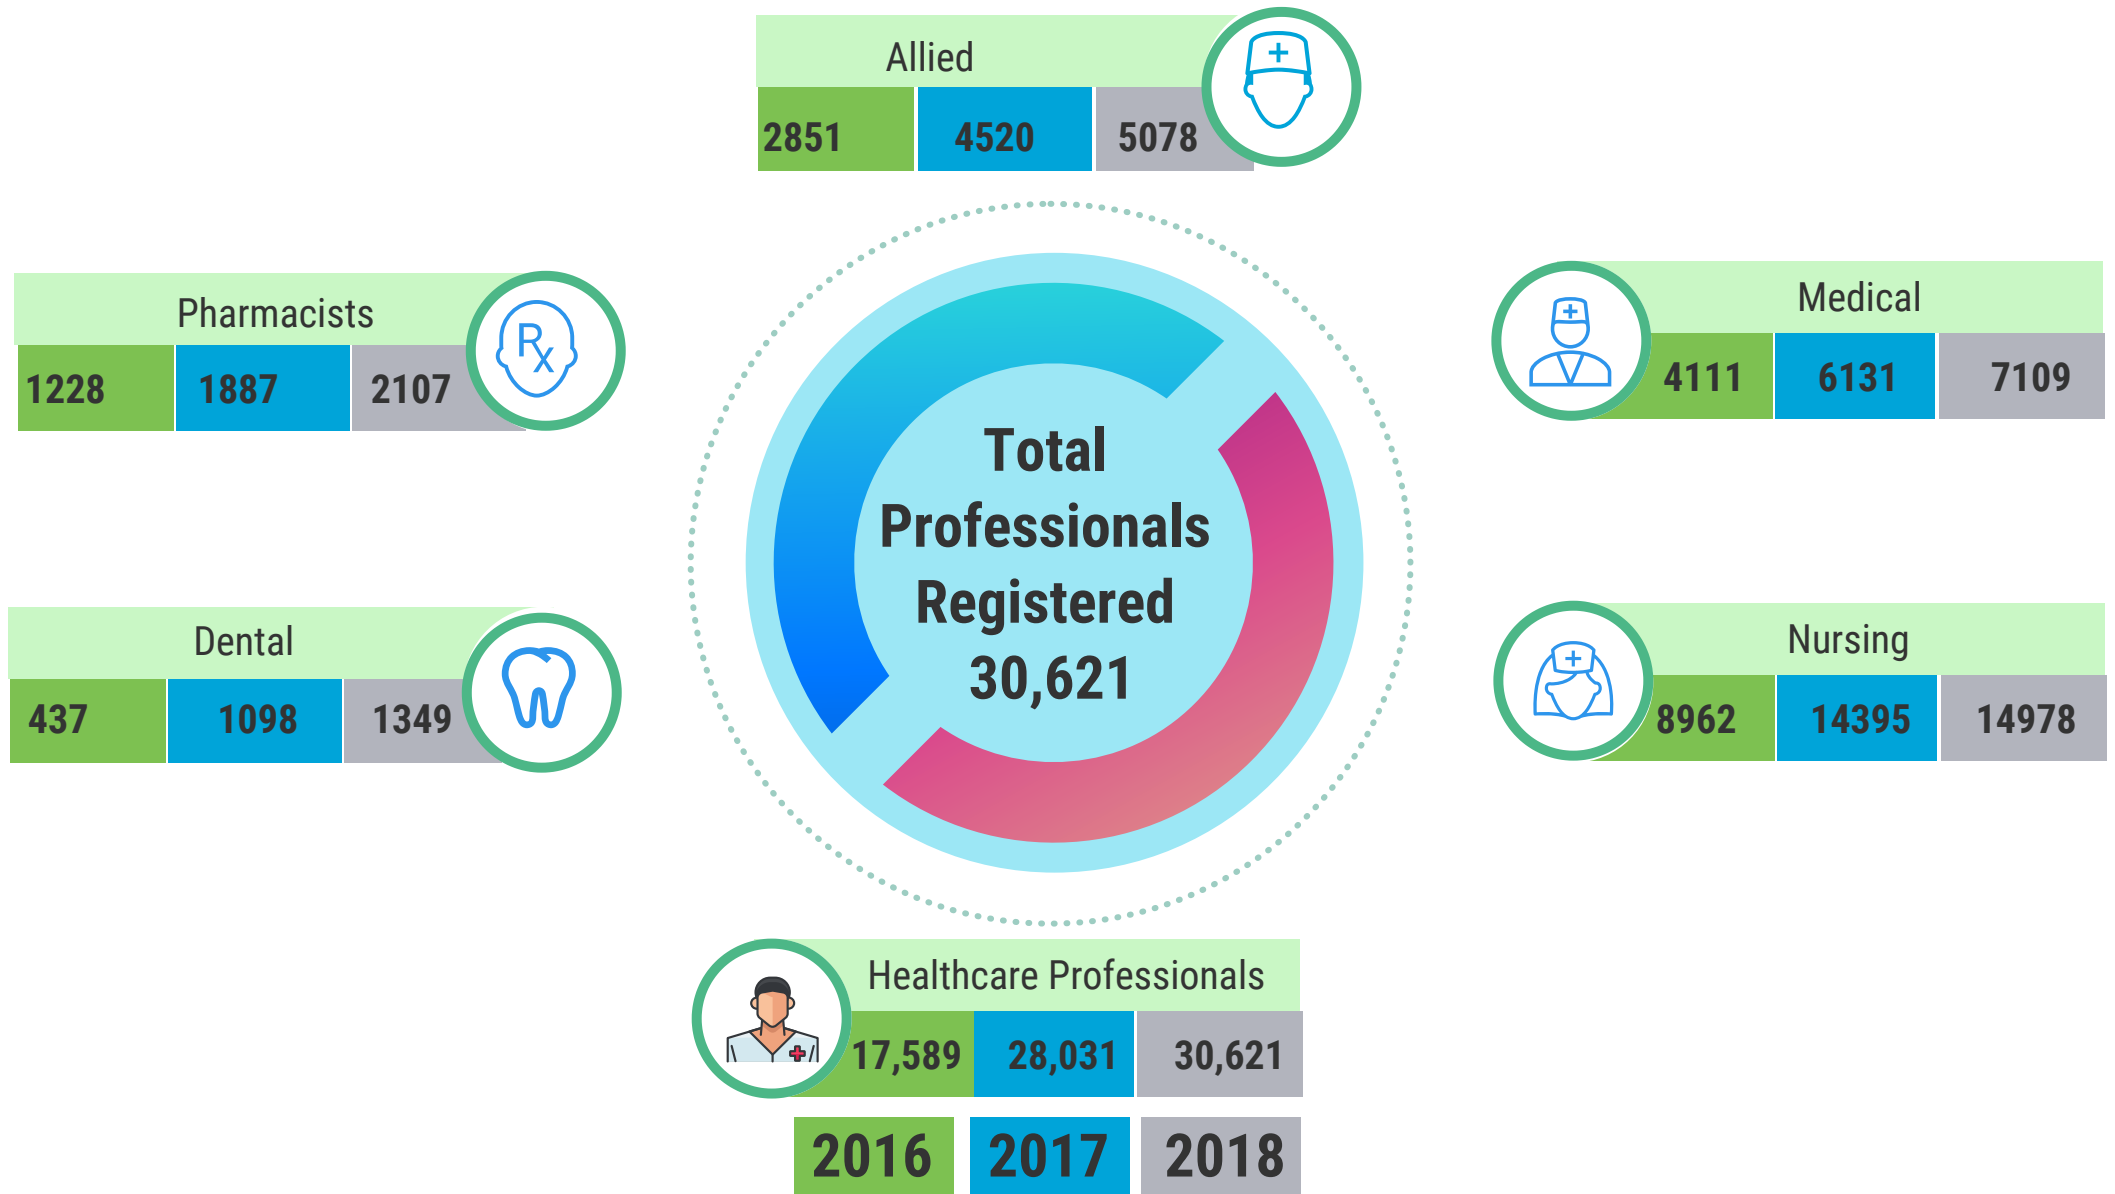 Allied
2851 4520 5078
Pharmacists
1228 1887 2107
Rx
Medical
4111 6131 7109
Total
Professionals
Registered
30,621
Dental
437 1098 1349
Nursing
8962 14395 14978
Healthcare Professionals
17,589 28,031 30,621
2016 2017 2018